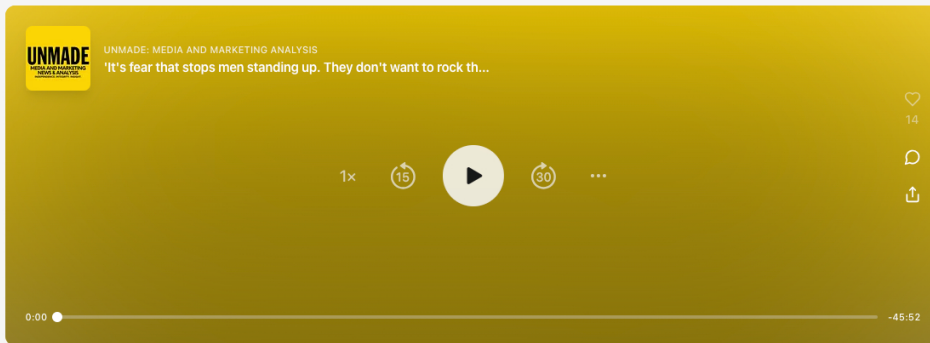 UNMADE
MEDIA AND MARKETING
NEWS & ANALYSIS
UNMADE: MEDIA AND MARKETING ANALYSIS
'It's fear that stops men standing up. They don't want to rock th...
14
1×
15
30
0:00
-45:52